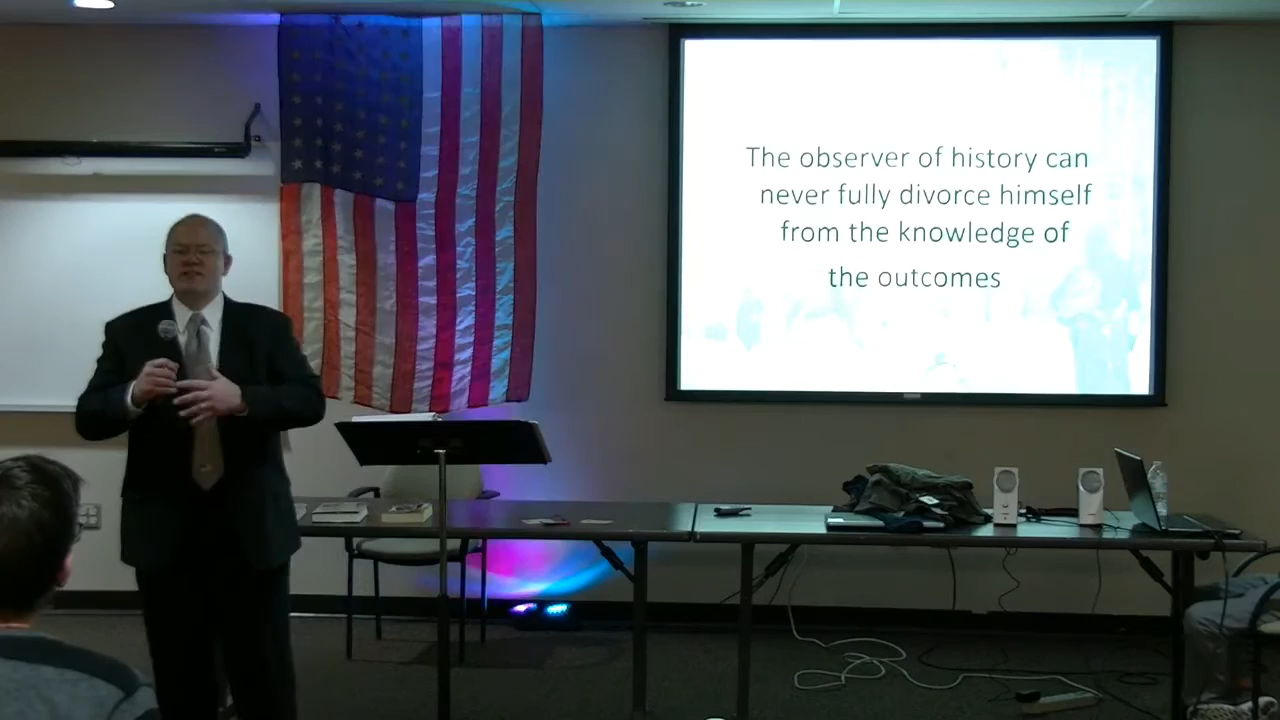 The observer of history can
never fully divorce himself
from the knowledge of
the outcomes